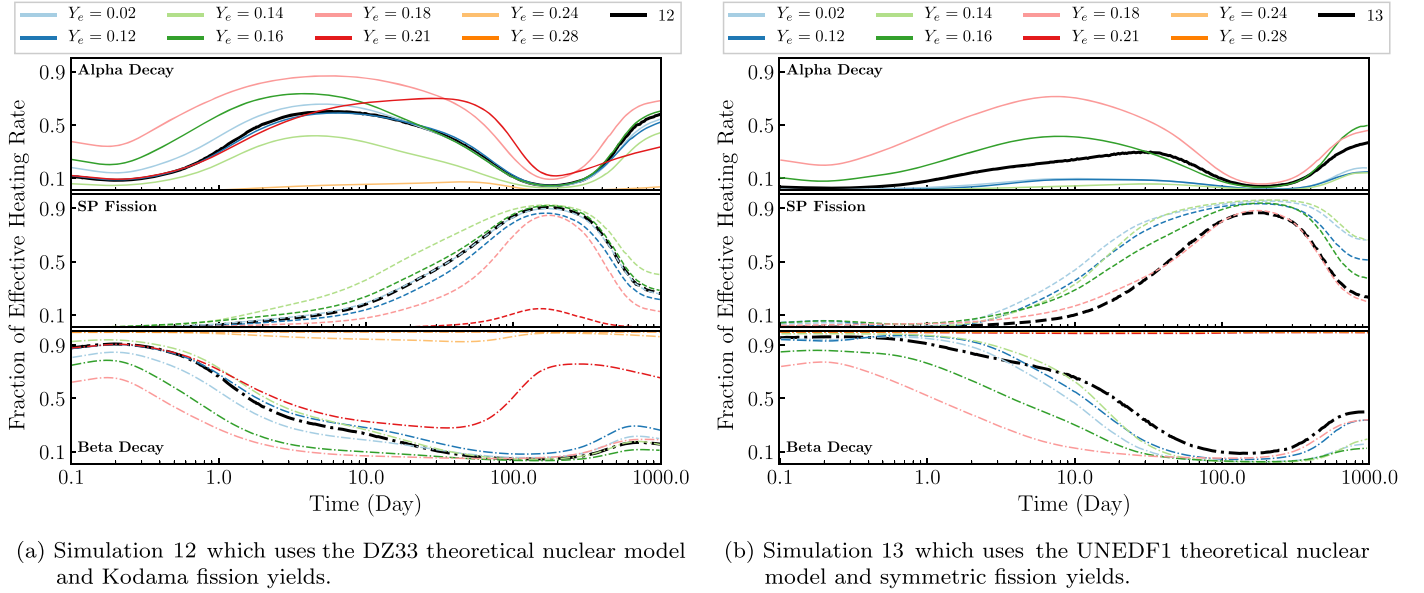 Y_e = 0.02 Y_e = 0.14 Y_e = 0.18 Y_e = 0.24 12
Y_e = 0.12 Y_e = 0.16 Y_e = 0.21 Y_e = 0.28
Fraction of Effective Heating Rate
Alpha Decay
0.9
0.5
0.1
SP Fission
0.9
0.5
0.1
0.9
0.5
0.1
Beta Decay
0.1 1.0 10.0 100.0 1000.0
Time (Day)
(a) Simulation 12 which uses the DZ33 theoretical nuclear model
and Kodama fission yields.
Y_e = 0.02 Y_e = 0.14 Y_e = 0.18 Y_e = 0.24 13
Y_e = 0.12 Y_e = 0.16 Y_e = 0.21 Y_e = 0.28
Fraction of Effective Heating Rate
Alpha Decay
0.9
0.5
0.1
SP Fission
0.9
0.5
0.1
0.9
0.5
0.1
Beta Decay
0.1 1.0 10.0 100.0 1000.0
Time (Day)
(b) Simulation 13 which uses the UNEDF1 theoretical nuclear
model and symmetric fission yields.